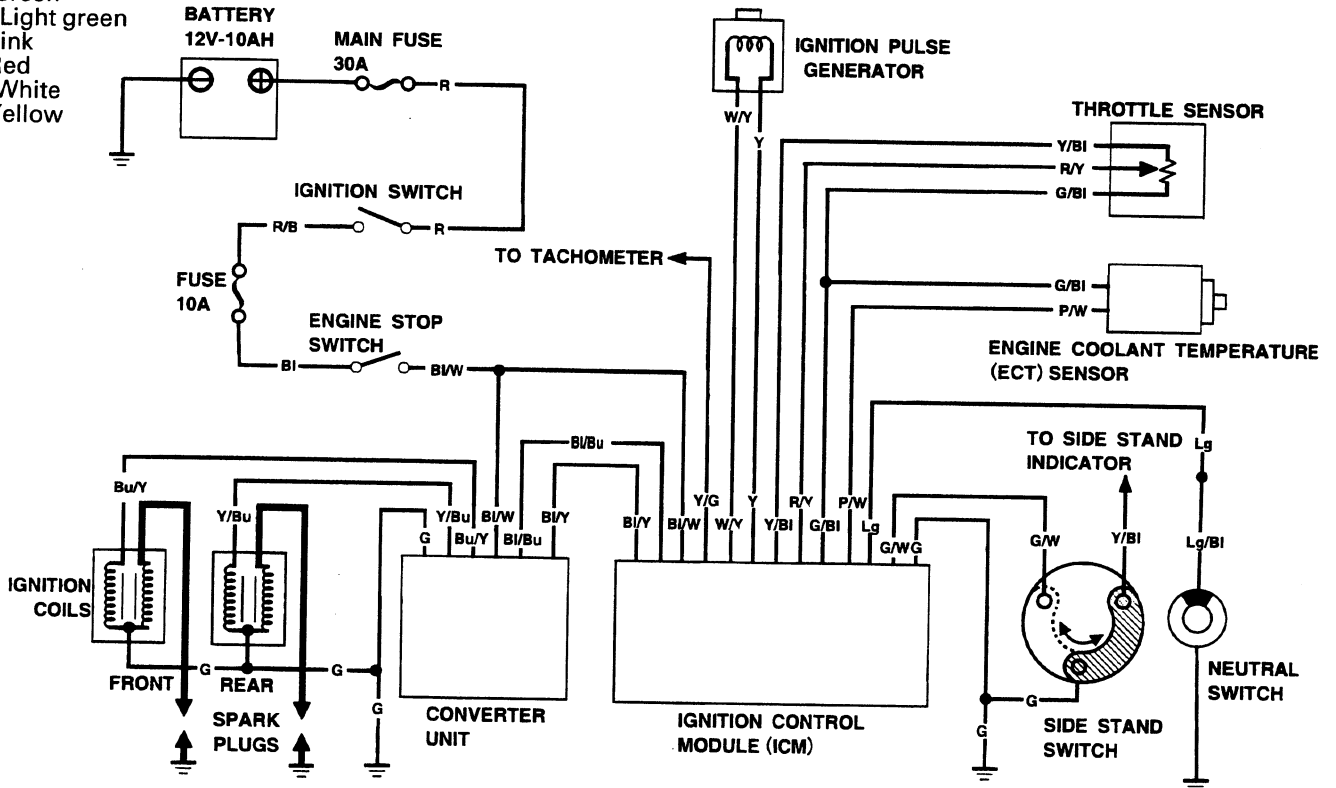 Light green
BATTERY
12V-10AH
MAIN FUSE
30A
White
R
IGNITION PULSE
GENERATOR
W/Y
Y
THROTTLE SENSOR
Y/Bl
R/Y
G/Bl
IGNITION SWITCH
R/B
R
TO TACHOMETER
FUSE
10A
G/Bl
P/W
ENGINE STOP
SWITCH
Bl
Bl/W
ENGINE COOLANT TEMPERATURE
(ECT) SENSOR
TO SIDE STAND
INDICATOR
Lg
Bl/Bu
Bu/Y
Y/Bu
G
Y/Bu
Bu/Y
Bl/W
Bl/Bu
Bl/Y
Bl/Y
Bl/W
Y/G
W/Y
Y
Y/Bl
R/Y
G/Bl
P/W
Lg
G/W
G
G/W
Y/Bl
Lg/Bl
IGNITION
COILS
FRONT
G
REAR
G
G
SPARK
PLUGS
CONVERTER
UNIT
IGNITION CONTROL
MODULE (ICM)
G
G
SIDE STAND
SWITCH
NEUTRAL
SWITCH